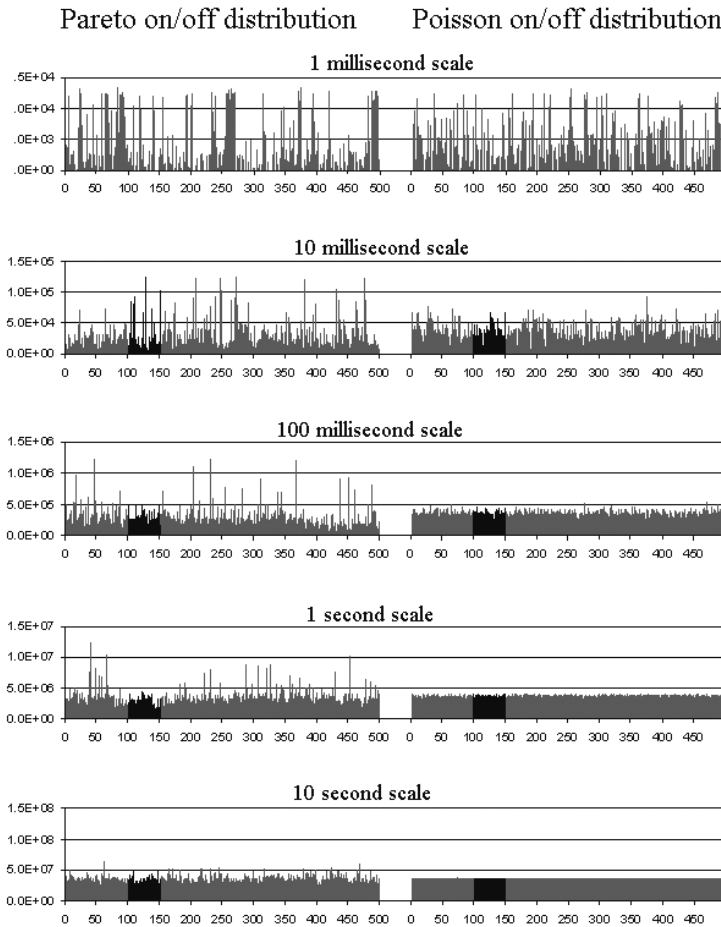 Pareto on/off distribution Poisson on/off distribution
1 millisecond scale
.5E+04
.0E+04
.0E+03
.0E+00
0 50 100 150 200 250 300 350 400 450 500 0 50 100 150 200 250 300 350 400 450
10 millisecond scale
1.5E+05
1.0E+05
5.0E+04
0.0E+00
0 50 100 150 200 250 300 350 400 450 500 0 50 100 150 200 250 300 350 400 450
100 millisecond scale
1.5E+06
1.0E+06
5.0E+05
0.0E+00
0 50 100 150 200 250 300 350 400 450 500 0 50 100 150 200 250 300 350 400 450
1 second scale
1.5E+07
1.0E+07
5.0E+06
0.0E+00
0 50 100 150 200 250 300 350 400 450 500 0 50 100 150 200 250 300 350 400 450
10 second scale
1.5E+08
1.0E+08
5.0E+07
0.0E+00
0 50 100 150 200 250 300 350 400 450 500 0 50 100 150 200 250 300 350 400 450